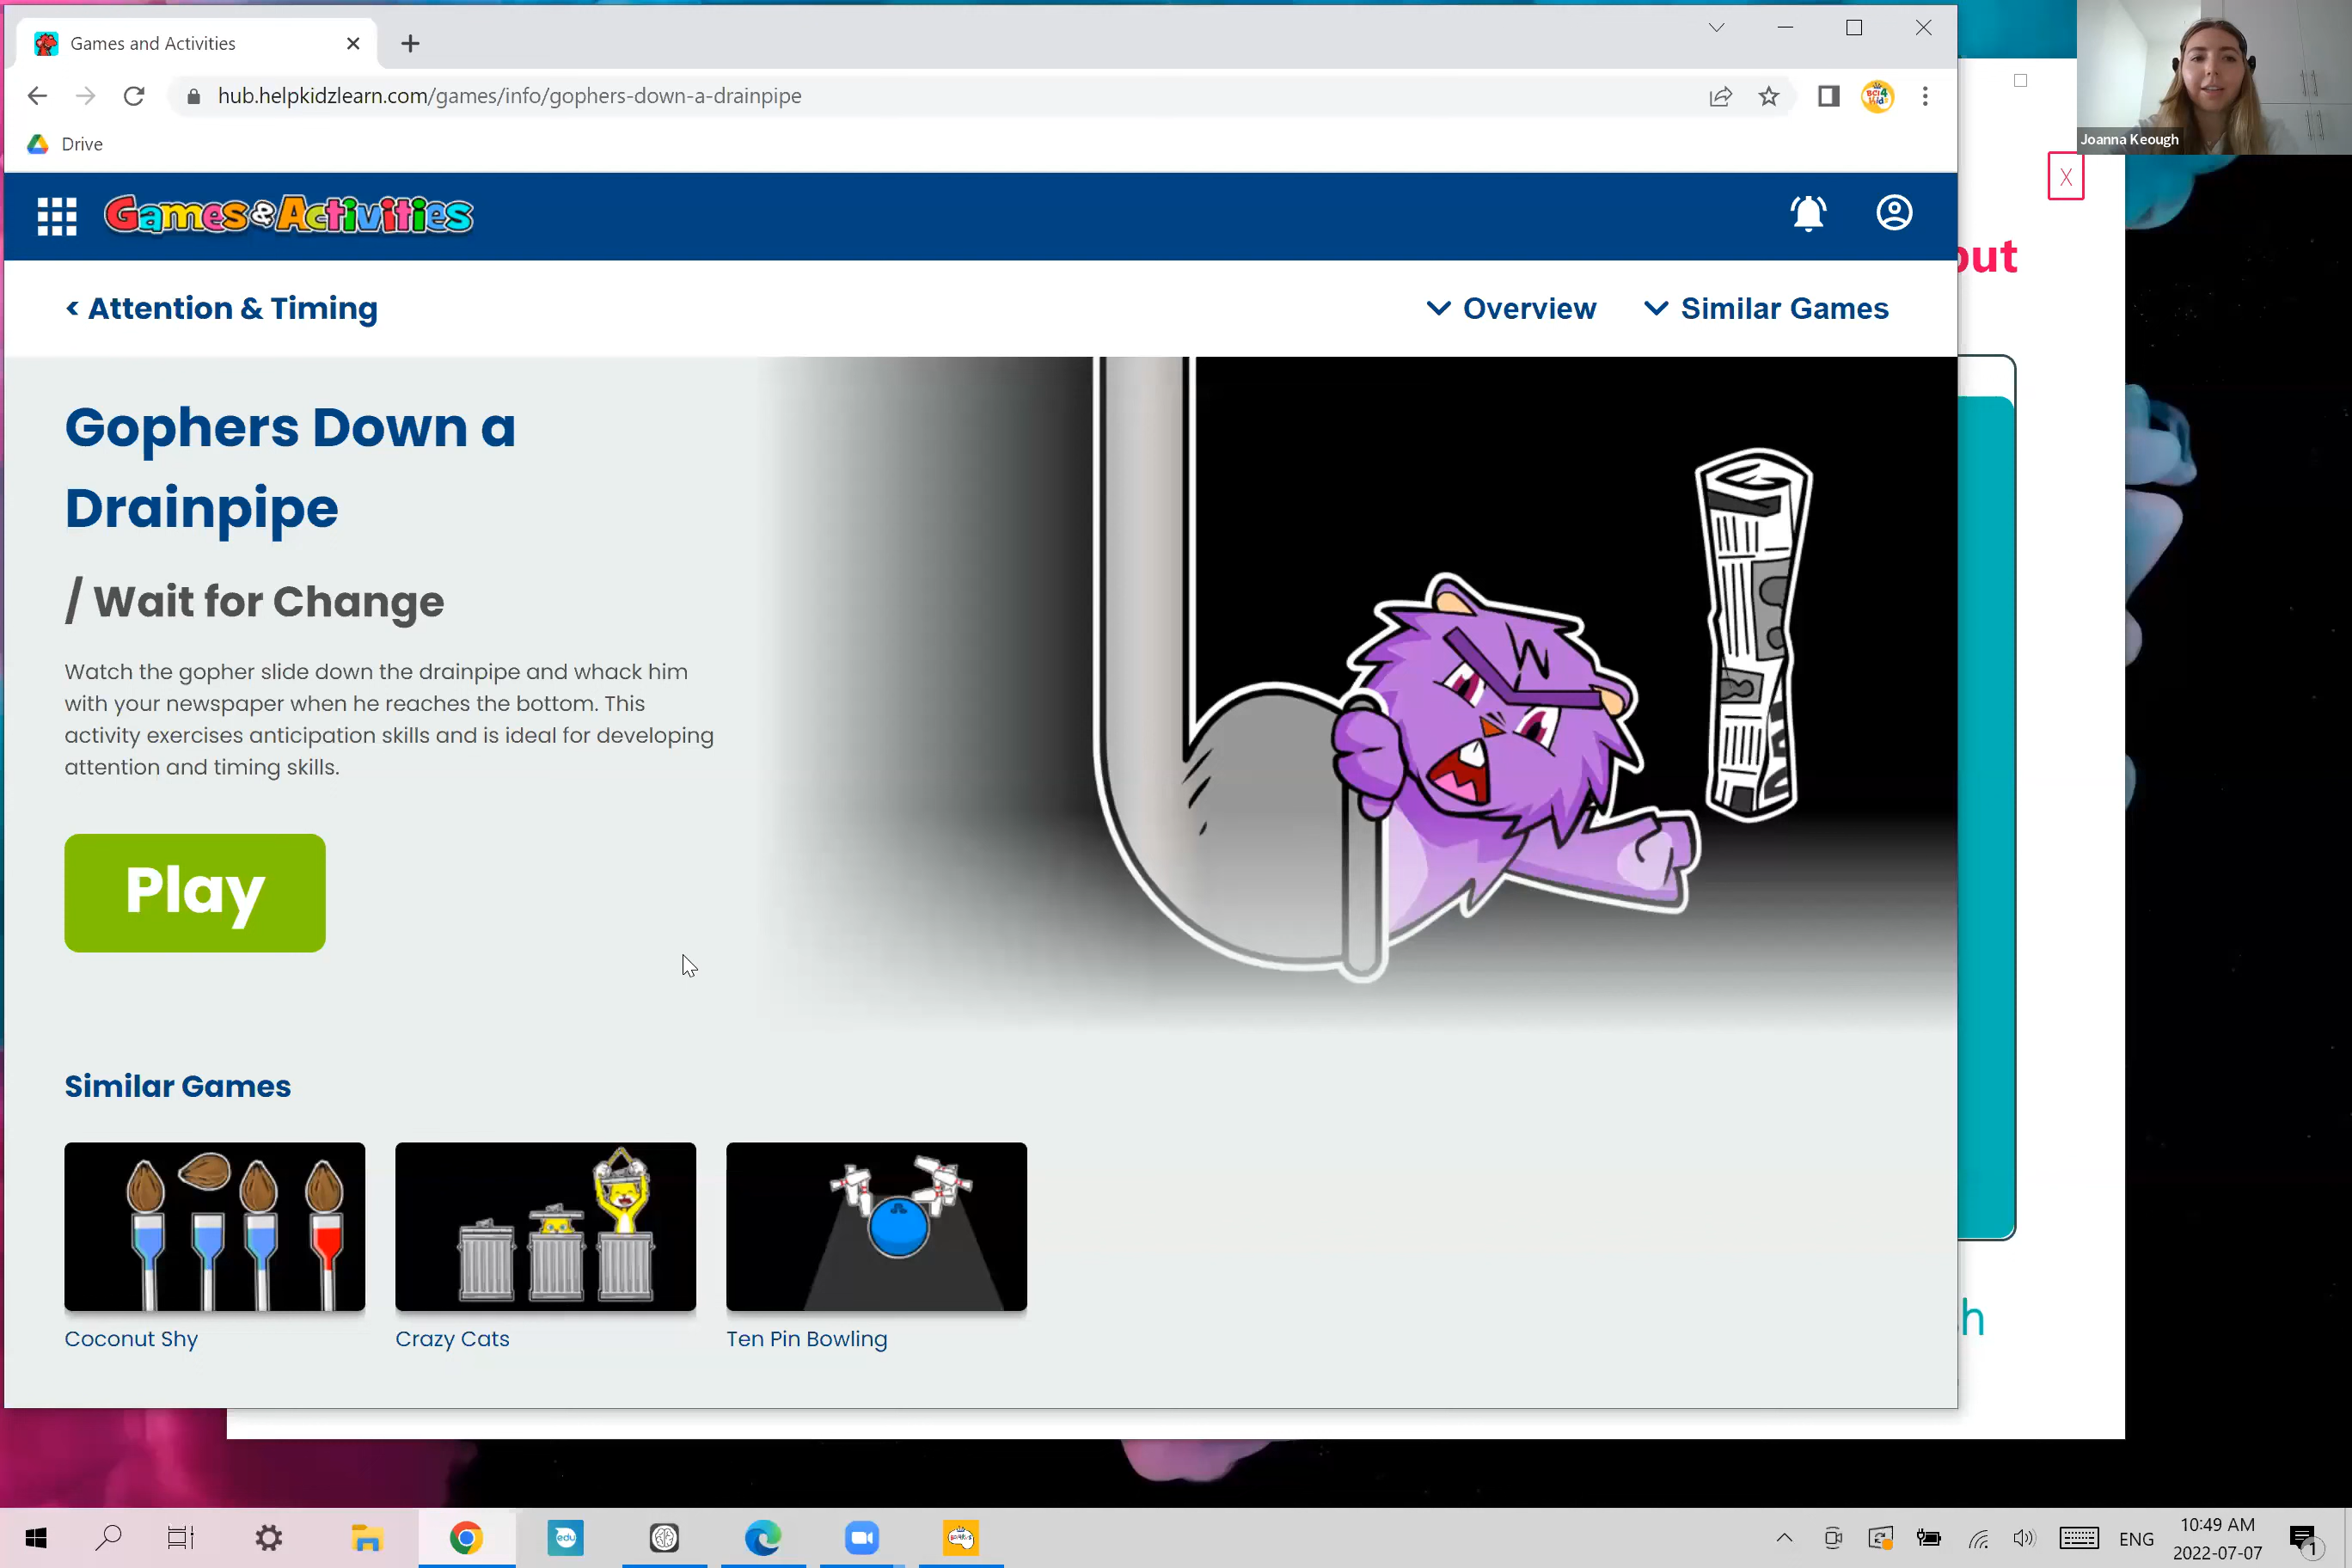 Games and Activities
hub.helpkidzlearn.com/games/info/gophers-down-a-drainpipe
Drive
Joanna Keough
X
Games & Activities
out
< Attention & Timing
Overview
Similar Games
Gophers Down a
Drainpipe
/ Wait for Change
Watch the gopher slide down the drainpipe and whack him
with your newspaper when he reaches the bottom. This
activity exercises anticipation skills and is ideal for developing
attention and timing skills.
Play
Similar Games
Coconut Shy
Crazy Cats
Ten Pin Bowling
h
edu
ENG
10:49 AM
2022-07-07
1